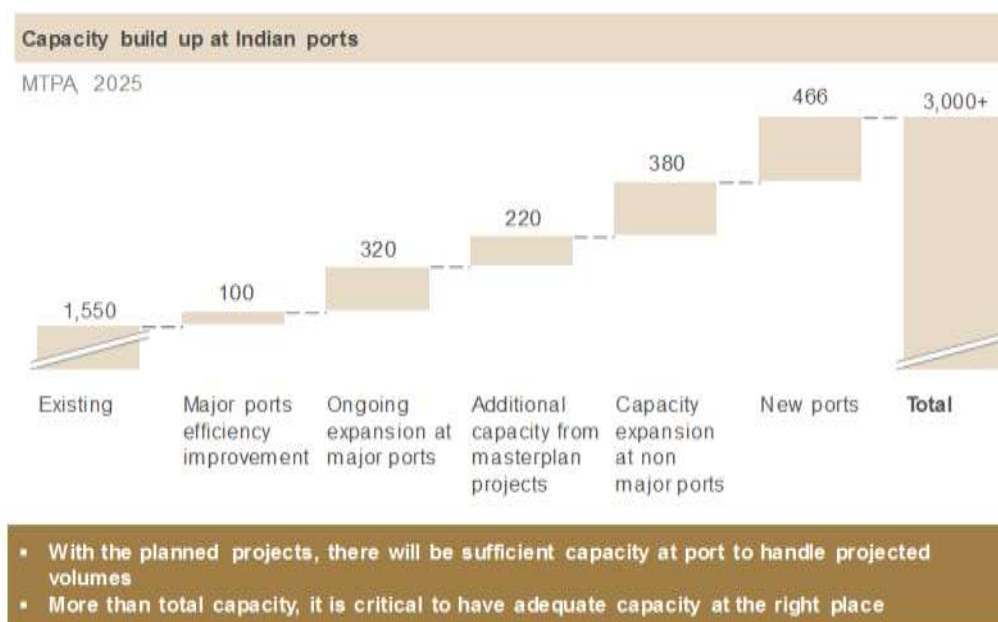 Capacity build up at Indian ports
MTPA, 2025
1,550
100
320
220
380
466
3,000+
Existing
Major ports
efficiency
improvement
Ongoing
expansion at
major ports
Additional
capacity from
masterplan
projects
Capacity
expansion
at non
major ports
New ports
Total
▪ With the planned projects, there will be sufficient capacity at port to handle projected
volumes
▪ More than total capacity, it is critical to have adequate capacity at the right place